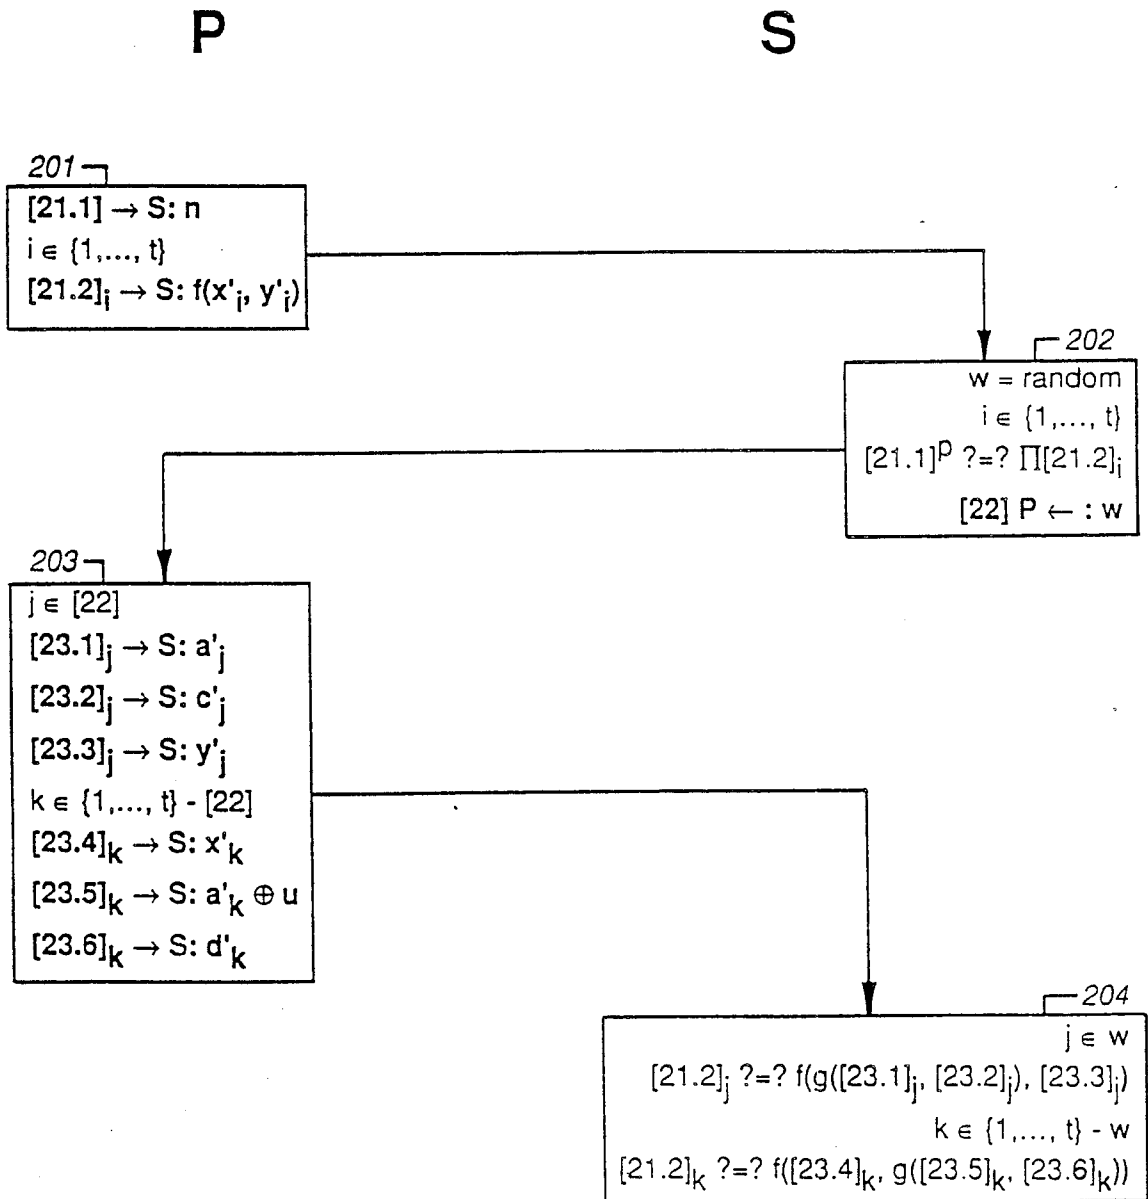 P
S
201
[21.1] → S: n
i ∈ {1,..., t}
[21.2]i → S: f(x'i, y'i)
202
w = random
i ∈ {1,..., t}
[21.1]p ?=? ∏[21.2]i
[22] P ← : w
203
j ∈ [22]
[23.1]j → S: a'j
[23.2]j → S: c'j
[23.3]j → S: y'j
k ∈ {1,..., t} - [22]
[23.4]k → S: x'k
[23.5]k → S: a'k ⊕ u
[23.6]k → S: d'k
204
j ∈ w
[21.2]j ?=? f(g([23.1]j, [23.2]j), [23.3]j)
k ∈ {1,..., t} - w
[21.2]k ?=? f([23.4]k, g([23.5]k, [23.6]k))